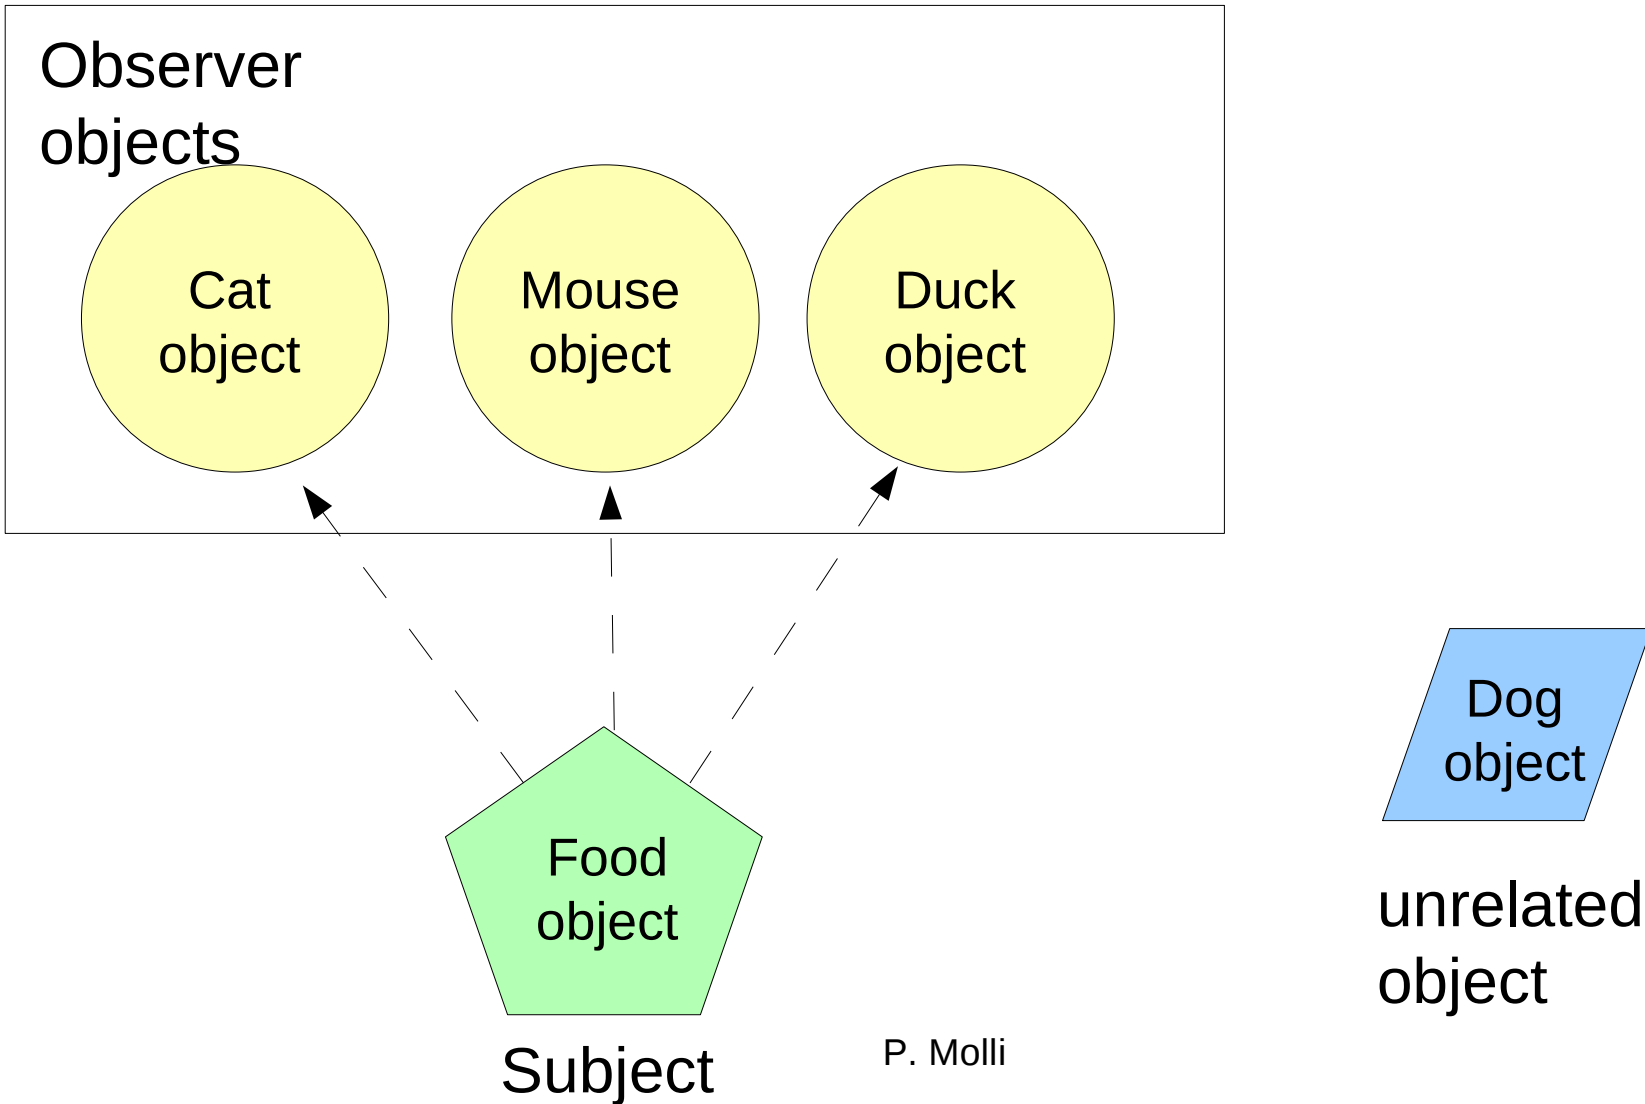 Observer
objects
Cat
object
Mouse
object
Duck
object
Dog
object
Food
object
unrelated
object
Subject
P. Molli